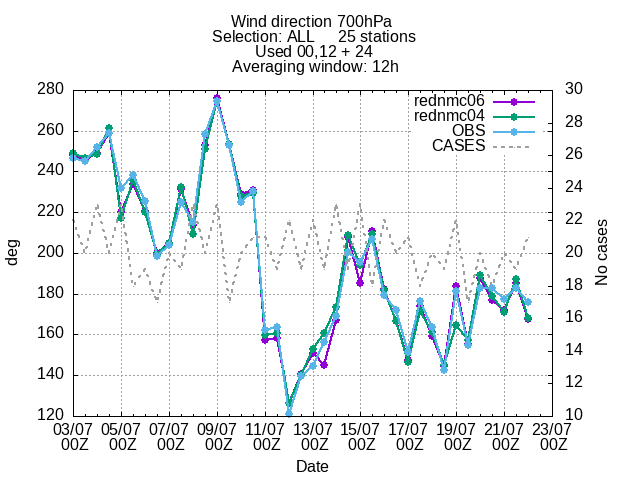 Wind direction 700hPa
Selection: ALL 25 stations
Used 00,12 + 24
Averaging window: 12h
280 30
rednmc06
rednmc04
OBS
CASES
260 28
240 26
220 24
200 22
180 20
160 18
140 16
120 14
12
10
deg
No cases
03/07 05/07 07/07 09/07 11/07 13/07 15/07 17/07 19/07 21/07 23/07
00Z 00Z 00Z 00Z 00Z 00Z 00Z 00Z 00Z 00Z 00Z
Date